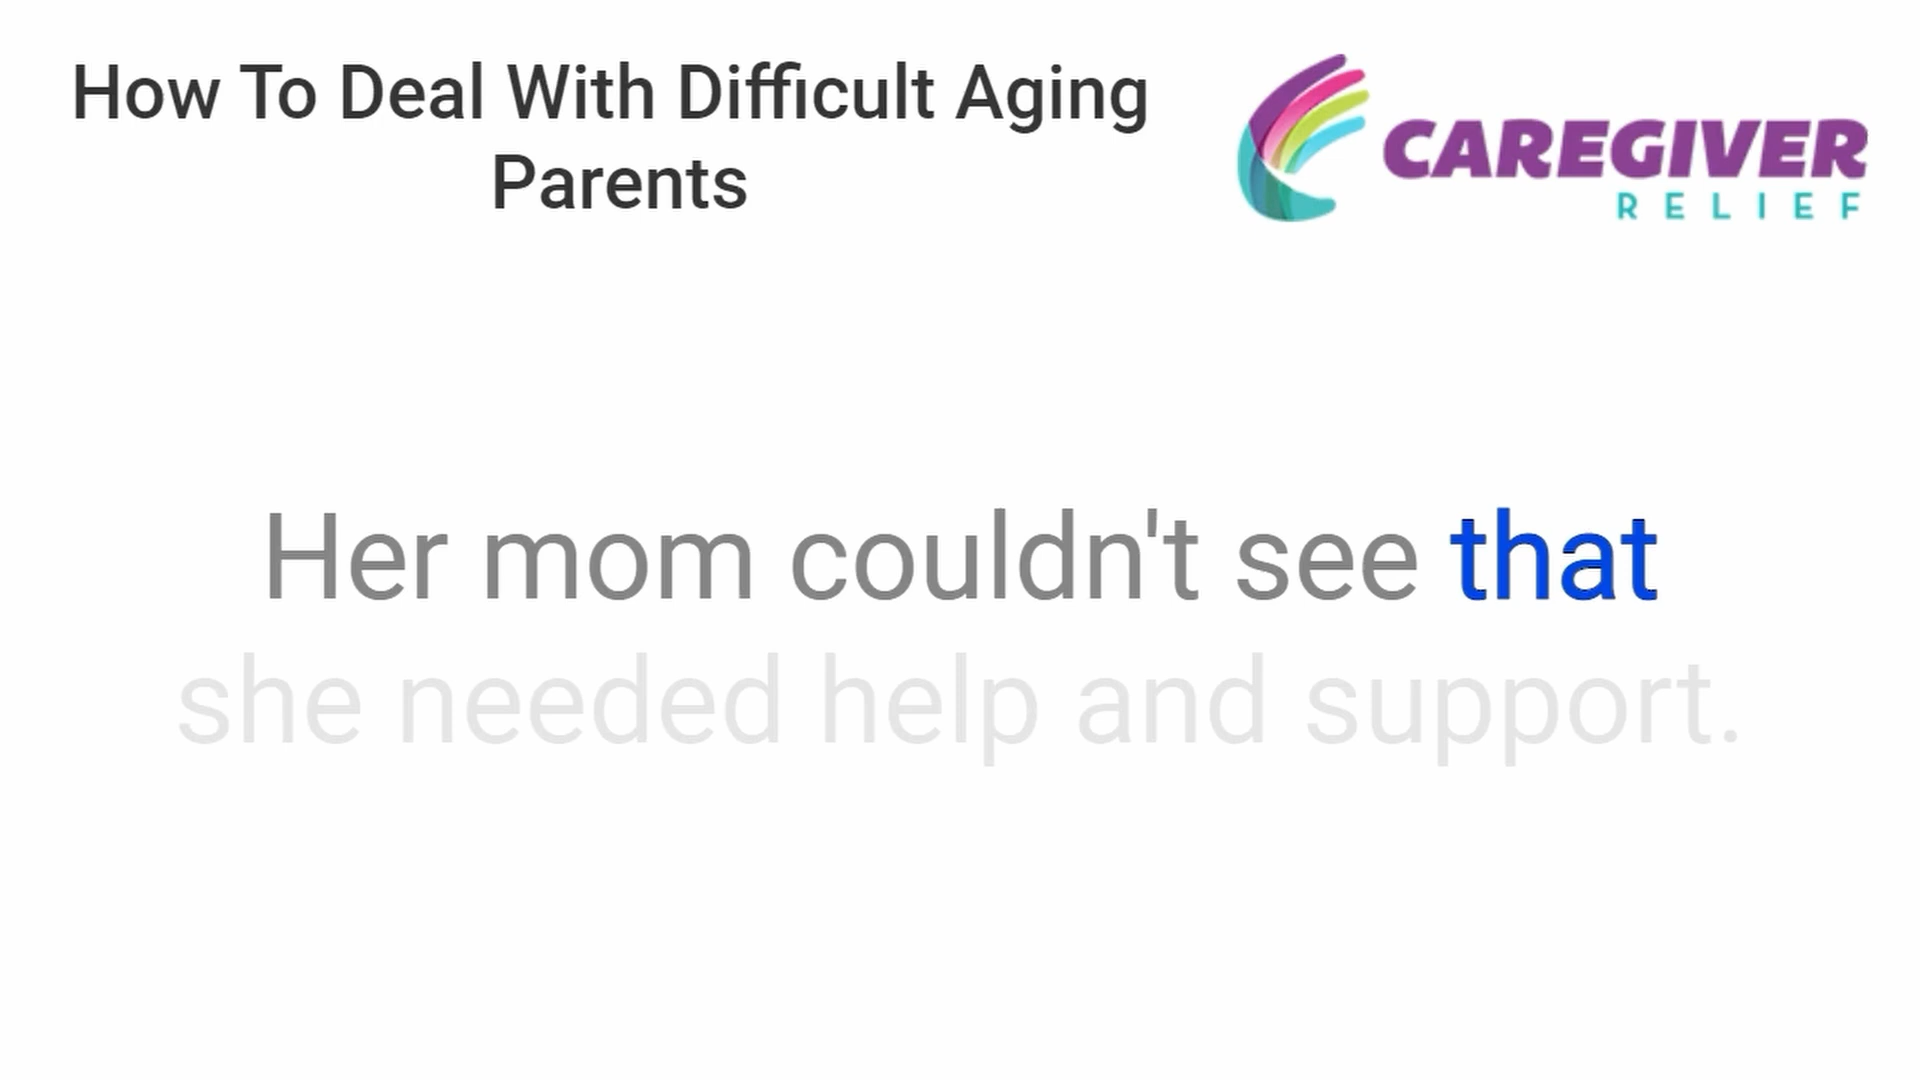 How To Deal With Difficult Aging
Parents
CAREGIVER
RELIEF
Her mom couldn't see that
she needed help and support.